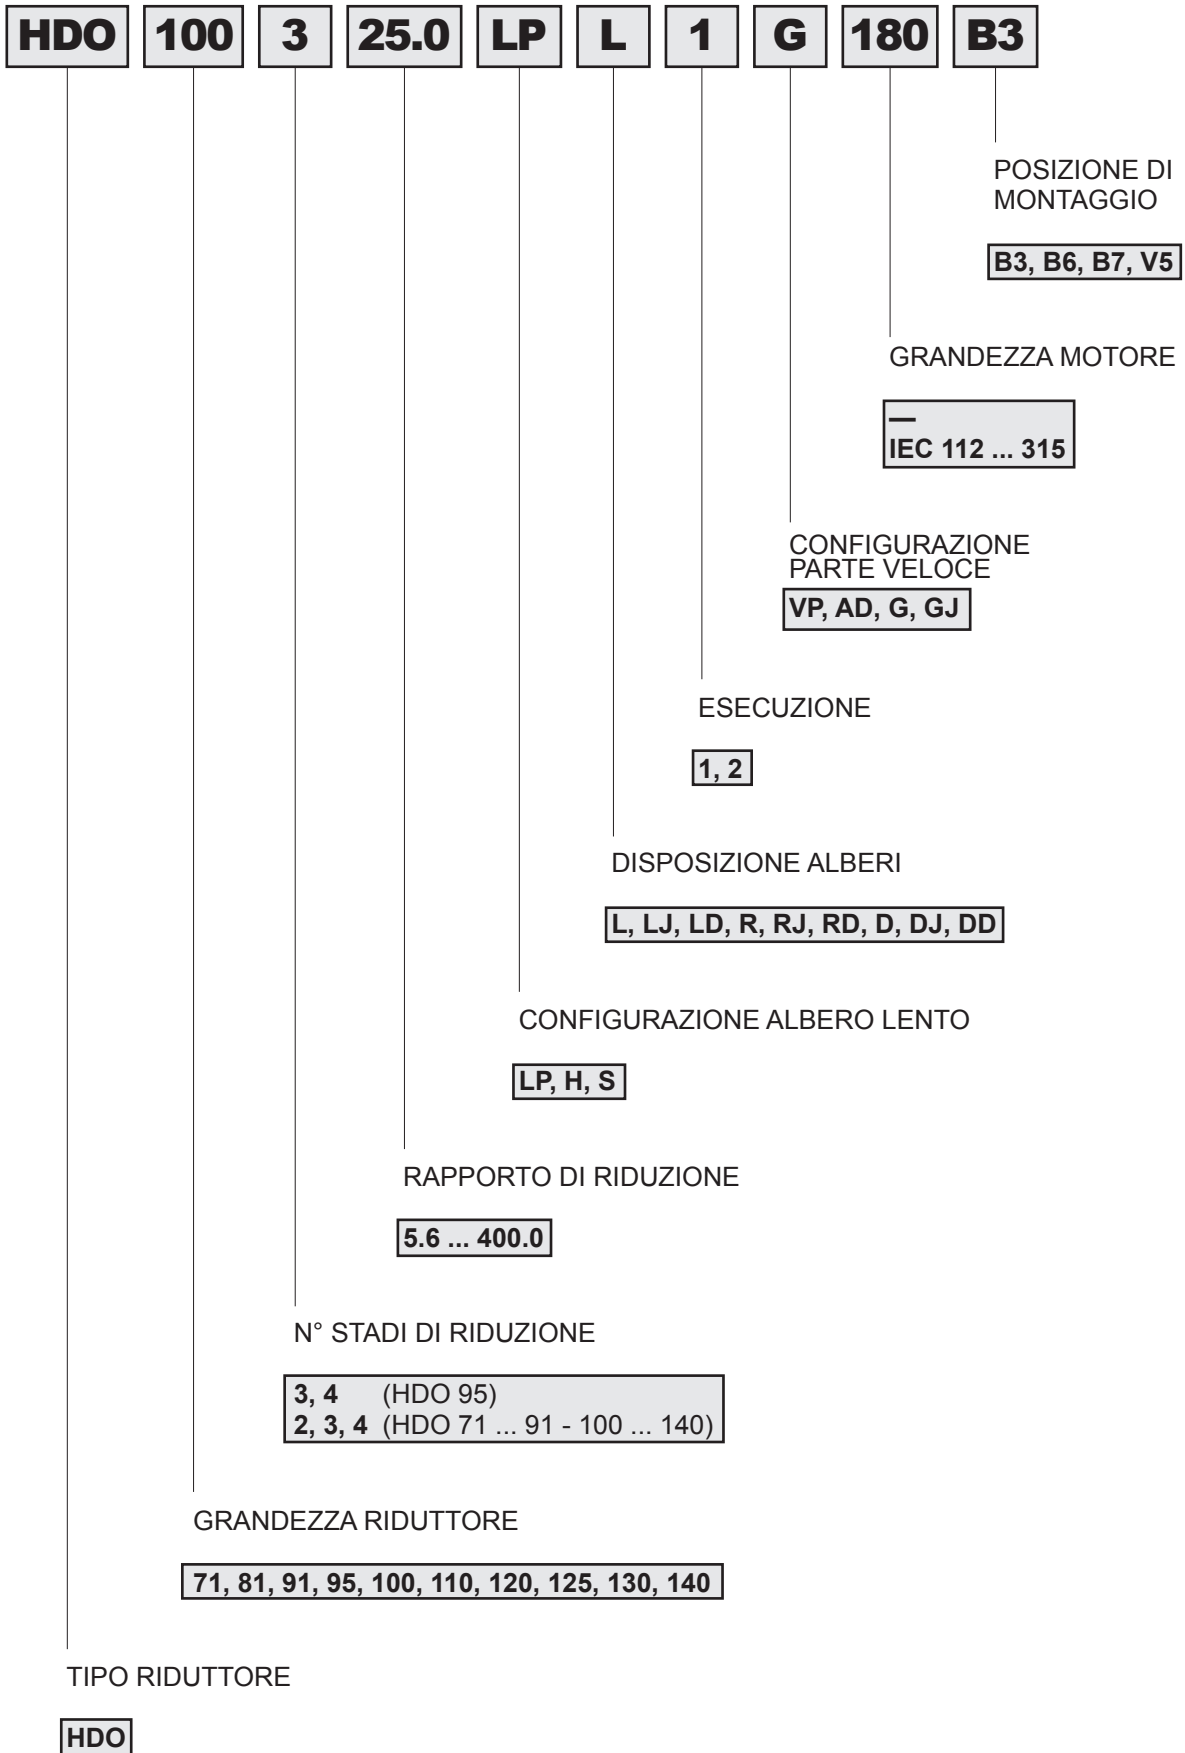 HDO 100 3 25.0 LP L 1 G 180 B3
POSIZIONE DI
MONTAGGIO
B3, B6, B7, V5
GRANDEZZA MOTORE
—
IEC 112 ... 315
CONFIGURAZIONE
PARTE VELOCE
VP, AD, G, GJ
ESECUZIONE
1, 2
DISPOSIZIONE ALBERI
L, LJ, LD, R, RJ, RD, D, DJ, DD
CONFIGURAZIONE ALBERO LENTO
LP, H, S
RAPPORTO DI RIDUZIONE
5.6 ... 400.0
N° STADI DI RIDUZIONE
3, 4 (HDO 95)
2, 3, 4 (HDO 71 ... 91 - 100 ... 140)
GRANDEZZA RIDUTTORE
71, 81, 91, 95, 100, 110, 120, 125, 130, 140
TIPO RIDUTTORE
HDO